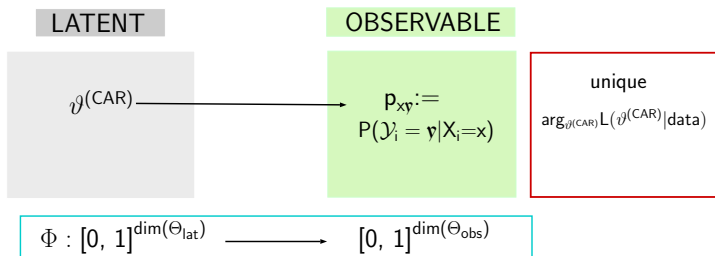 LATENT
OBSERVABLE
ϑ(CAR)
p_x𝖞:=
P(𝒴_i = 𝖞|X_i=x)
unique
arg_ϑ(CAR) L(ϑ(CAR)|data)
Φ : [0, 1]^dim(Θ_lat) ⟶ [0, 1]^dim(Θ_obs)